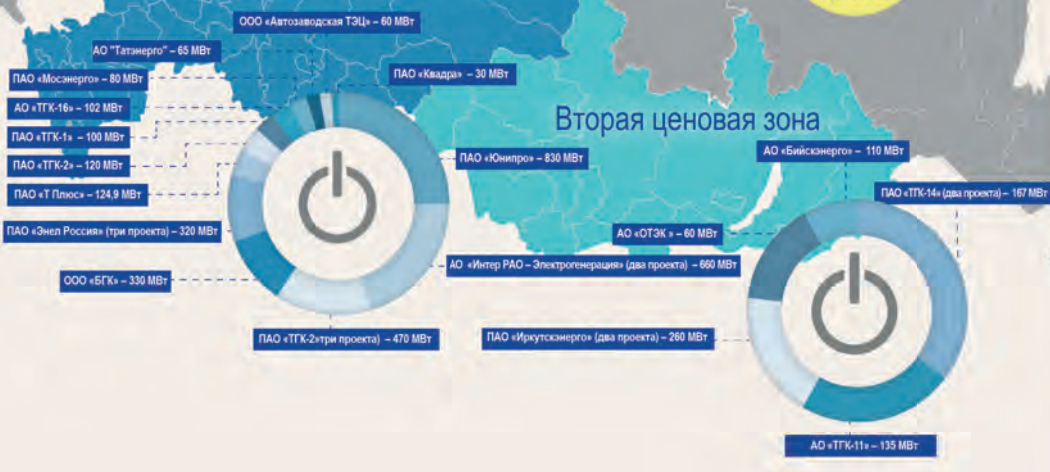 ООО «Автозаводская ТЭЦ» – 60 МВт
АО "Татэнерго" – 65 МВт
ПАО «Мосэнерго» – 80 МВт
ПАО «Квадра» – 30 МВт
АО «ТГК-16» – 102 МВт
ПАО «ТГК-1» – 100 МВт
ПАО «ТГК-2» – 120 МВт
ПАО «Т Плюс» – 124,9 МВт
ПАО «Энел Россия» (три проекта) – 320 МВт
ООО «БГК» – 330 МВт
ПАО «ТГК-2»три проекта) – 470 МВт
ПАО «Юнипро» – 830 МВт
АО «Интер РАО – Электрогенерация» (два проекта) – 660 МВт
Вторая ценовая зона
АО «Бийскэнерго» – 110 МВт
ПАО «ТГК-14» (два проекта) – 167 МВт
АО «ОТЭК » – 60 МВт
ПАО «Иркутскэнерго» (два проекта) – 260 МВт
АО «ТГК-11» – 135 МВт